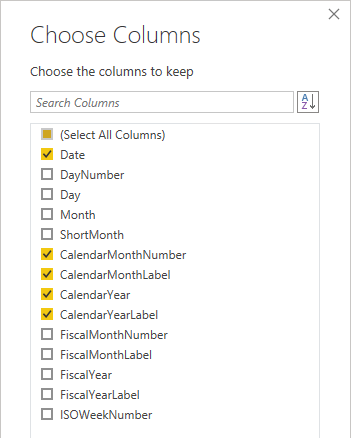 Choose Columns
Choose the columns to keep
Search Columns
A
Z
(Select All Columns)
Date
DayNumber
Day
Month
ShortMonth
CalendarMonthNumber
CalendarMonthLabel
CalendarYear
CalendarYearLabel
FiscalMonthNumber
FiscalMonthLabel
FiscalYear
FiscalYearLabel
ISOWeekNumber